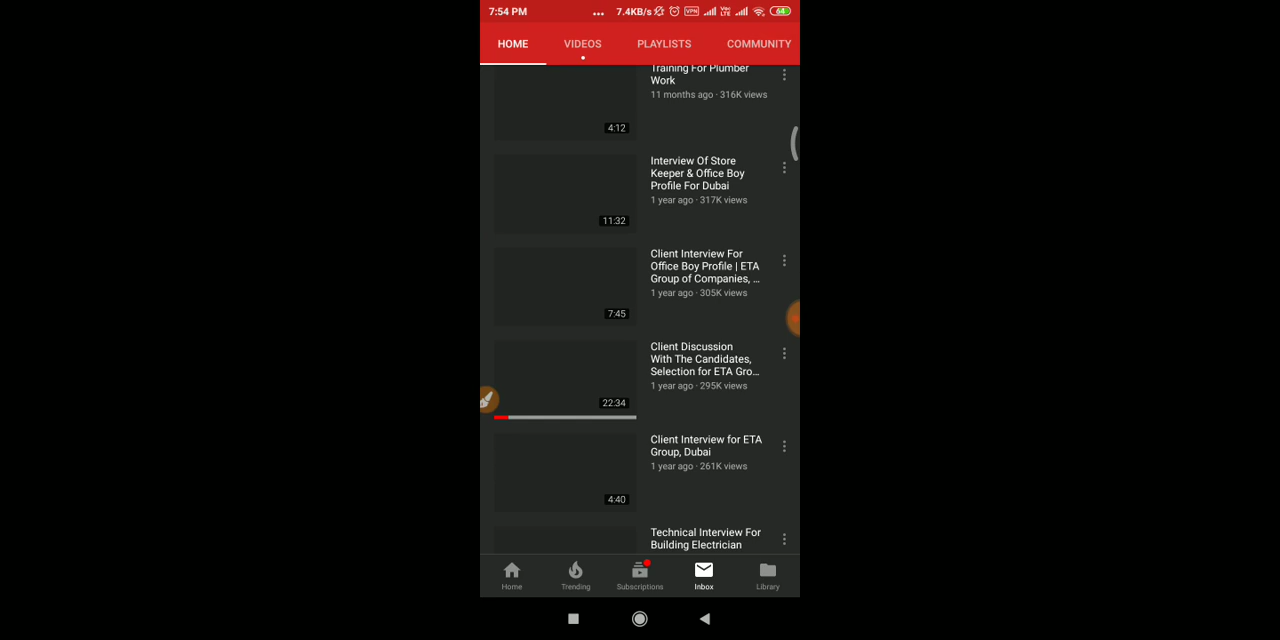 7:54 PM ... 7.4KB/s VPN Vo) LTE 64
HOME VIDEOS PLAYLISTS COMMUNITY
Training For Plumber
Work
11 months ago · 316K views
4:12
Interview Of Store
Keeper & Office Boy
Profile For Dubai
1 year ago · 317K views
11:32
Client Interview For
Office Boy Profile | ETA
Group of Companies, ...
1 year ago · 305K views
7:45
Client Discussion
With The Candidates,
Selection for ETA Gro...
1 year ago · 295K views
22:34
Client Interview for ETA
Group, Dubai
1 year ago · 261K views
4:40
Technical Interview For
Building Electrician
Home Trending Subscriptions Inbox Library